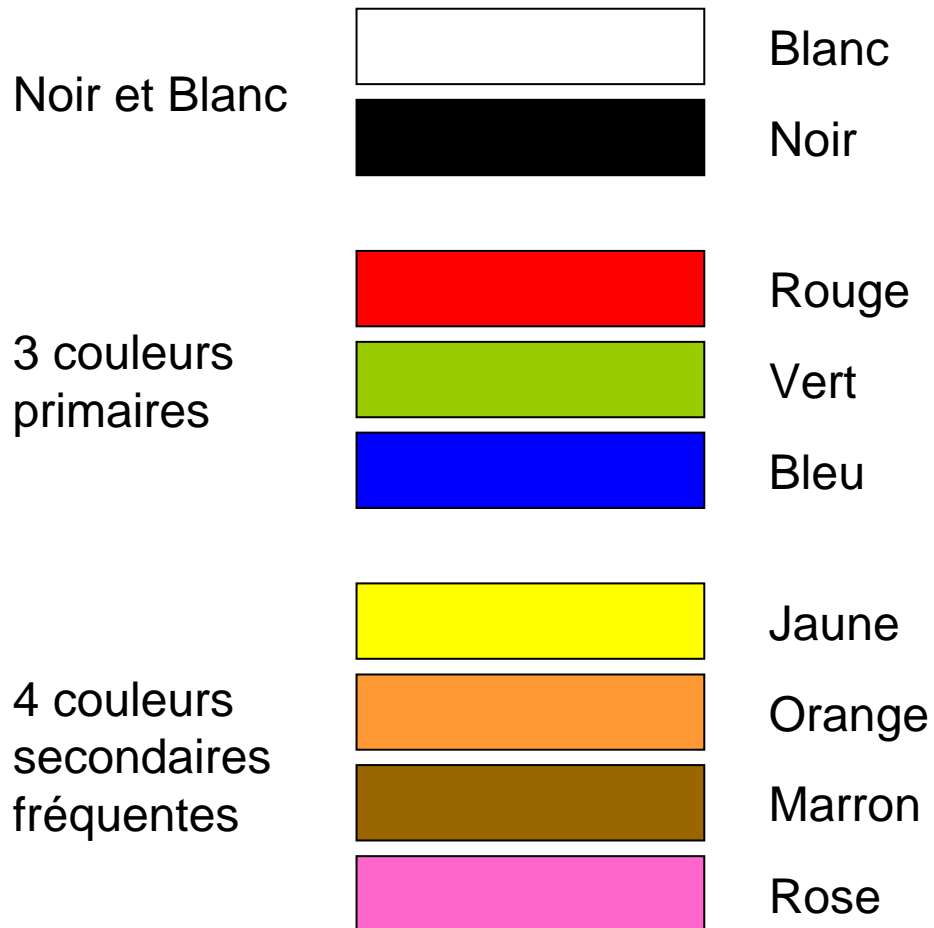 Noir et Blanc
Blanc
Noir
3 couleurs
primaires
Rouge
Vert
Bleu
4 couleurs
secondaires
fréquentes
Jaune
Orange
Marron
Rose